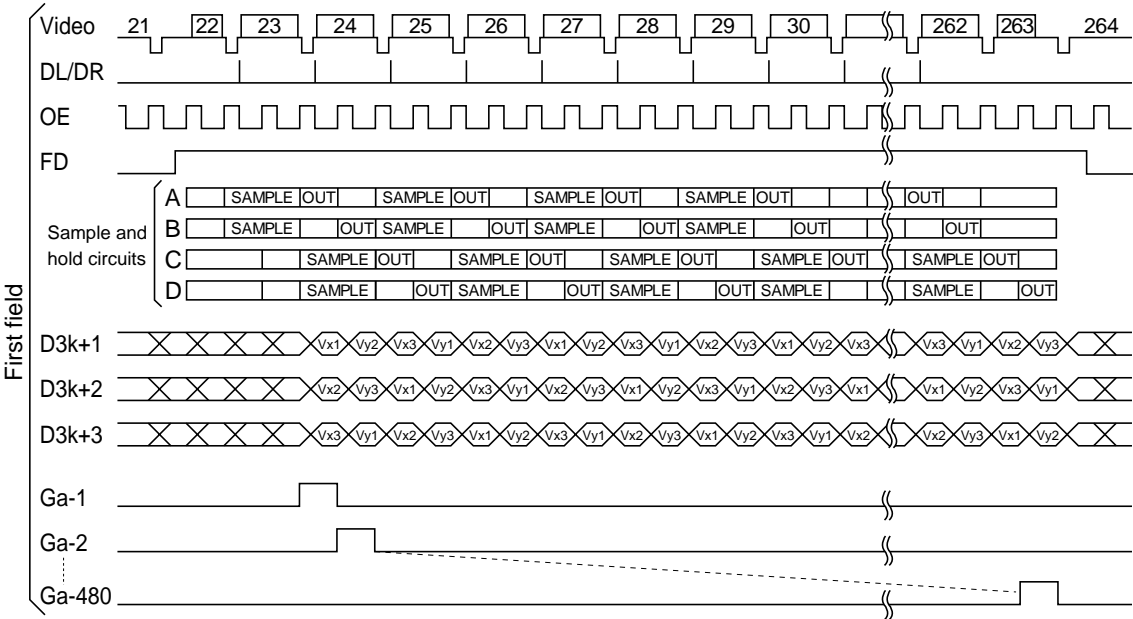 Video 21 22 23 24 25 26 27 28 29 30 262 263 264
DL/DR
OE
FD
First field
Sample and
hold circuits
A SAMPLE OUT SAMPLE OUT SAMPLE OUT SAMPLE OUT OUT
B SAMPLE OUT SAMPLE OUT SAMPLE OUT SAMPLE OUT OUT
C SAMPLE OUT SAMPLE OUT SAMPLE OUT SAMPLE OUT SAMPLE OUT
D SAMPLE OUT SAMPLE OUT SAMPLE OUT SAMPLE SAMPLE OUT
D3k+1 Vx1 Vy2 Vx3 Vy1 Vx2 Vy3 Vx1 Vy2 Vx3 Vy1 Vx2 Vy3 Vx1 Vy2 Vx3 Vx3 Vy1 Vx2 Vy3
D3k+2 Vx2 Vy3 Vx1 Vy2 Vx3 Vy1 Vx2 Vy3 Vx1 Vy2 Vx3 Vy1 Vx2 Vy3 Vx1 Vx1 Vy2 Vx3 Vy1
D3k+3 Vx3 Vy1 Vx2 Vy3 Vx1 Vy2 Vx3 Vy1 Vx2 Vy3 Vx1 Vy2 Vx3 Vy1 Vx2 Vx2 Vy3 Vx1 Vy2
Ga-1
Ga-2
Ga-480